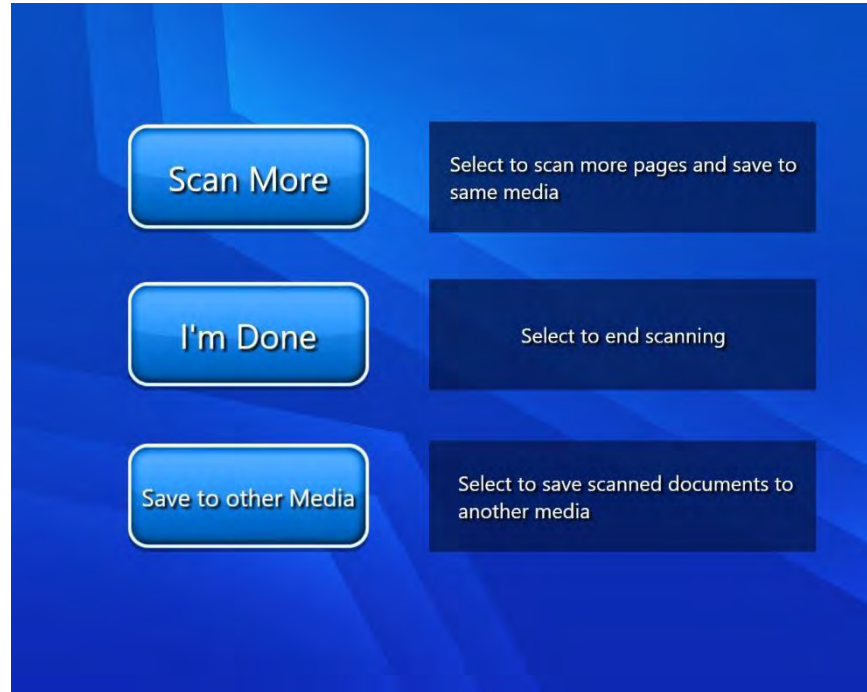 Scan More
Select to scan more pages and save to
same media
I'm Done
Select to end scanning
Save to other Media
Select to save scanned documents to
another media